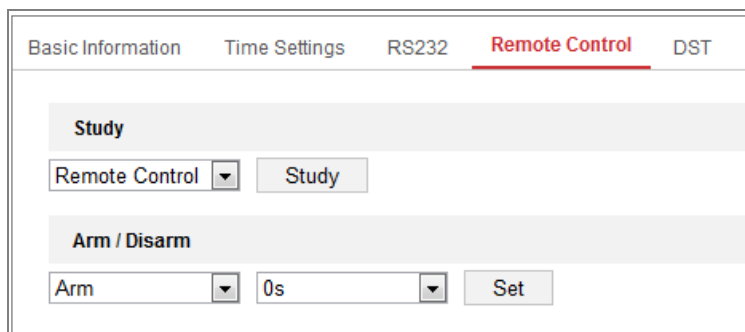 Basic Information Time Settings RS232 Remote Control DST
Study
Remote Control Study
Arm / Disarm
Arm 0s Set